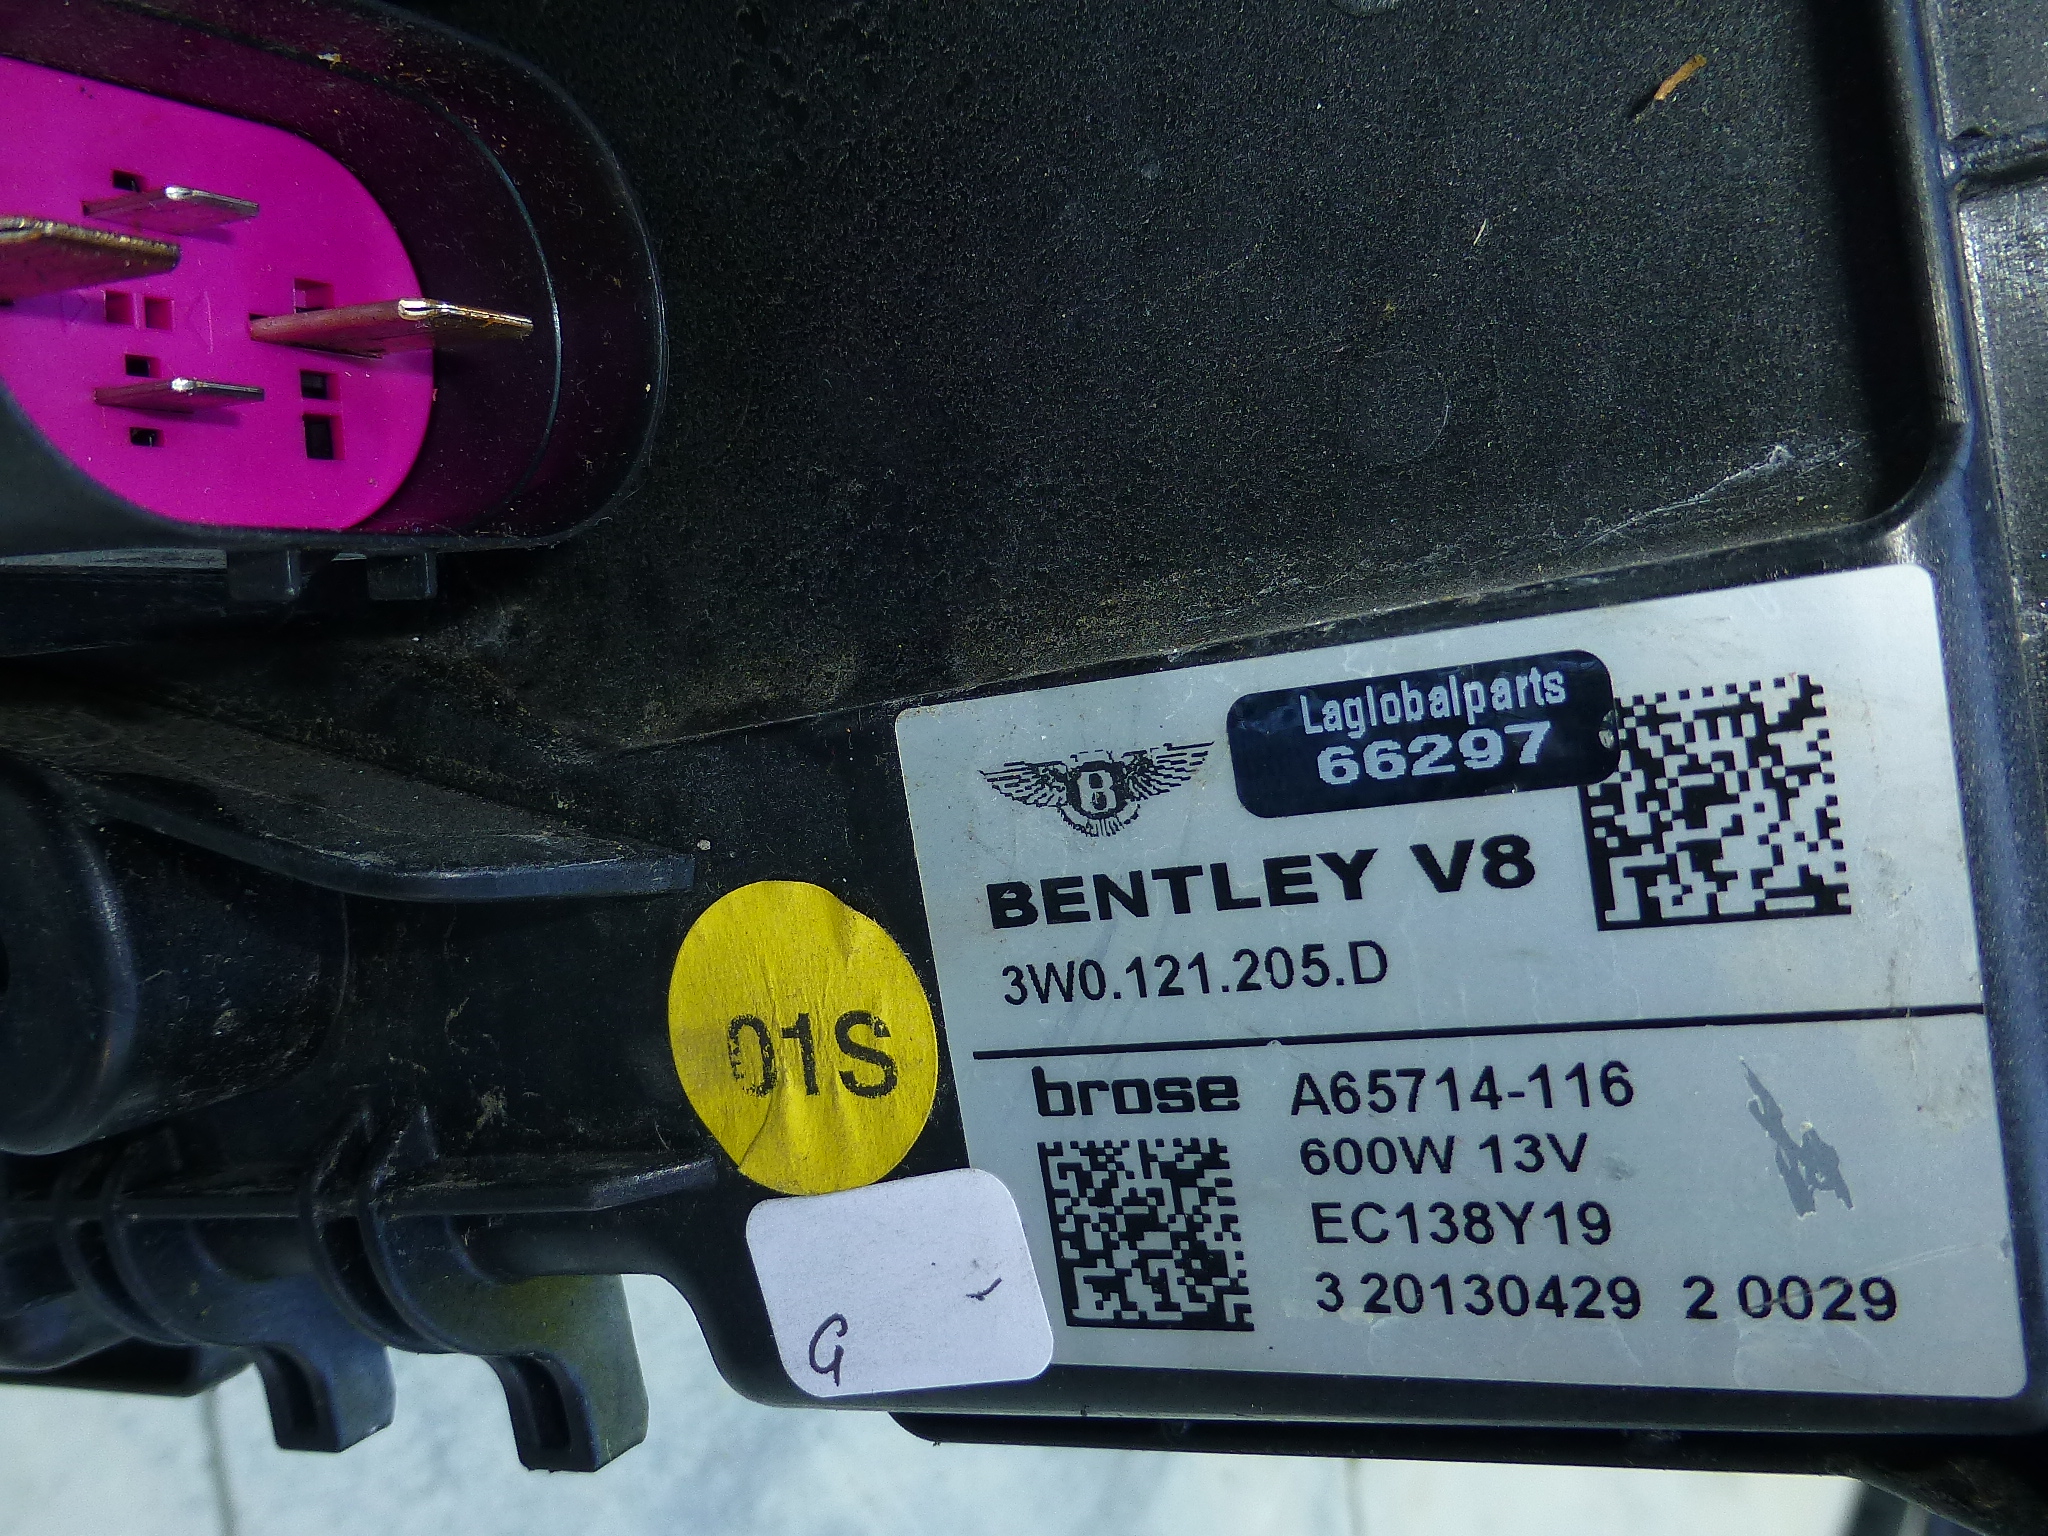 Laglobalparts
66297
B
BENTLEY V8
3W0.121.205.D
01S
brose A65714-116
600W 13V
EC138Y19
3 20130429 2 0029
G